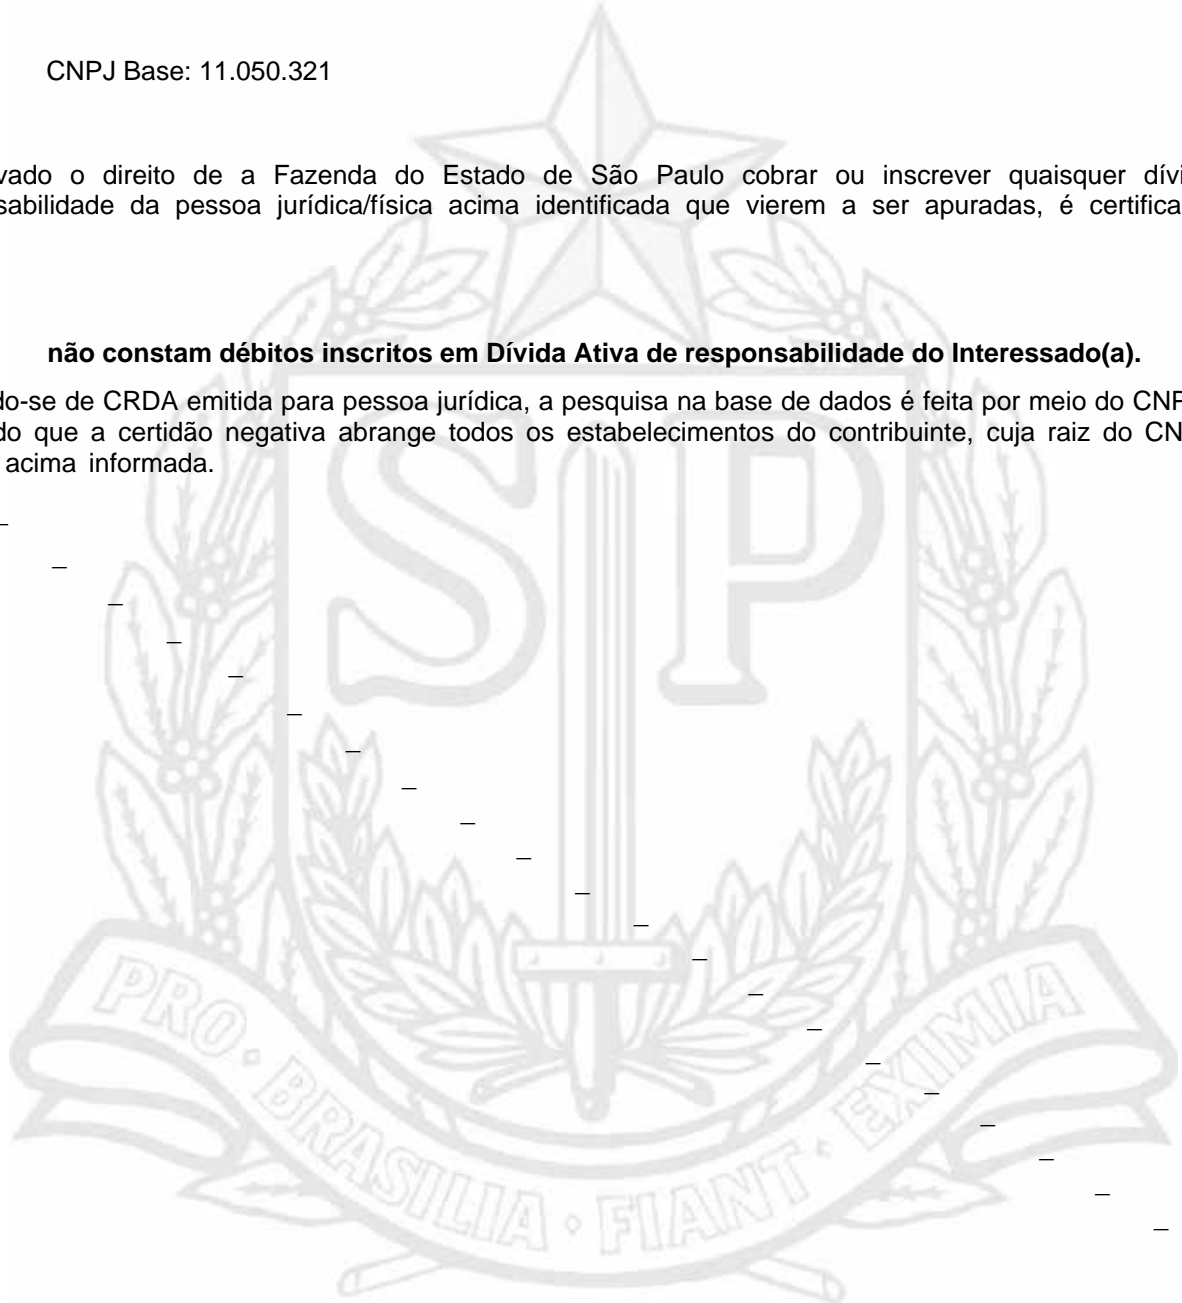 CNPJ Base: 11.050.321
vado o direito de a Fazenda do Estado de São Paulo cobrar ou inscrever quaisquer dívi
sabilidade da pessoa jurídica/física acima identificada que vierem a ser apuradas, é certifica
não constam débitos inscritos em Dívida Ativa de responsabilidade do Interessado(a).
do-se de CRDA emitida para pessoa jurídica, a pesquisa na base de dados é feita por meio do CNP
do que a certidão negativa abrange todos os estabelecimentos do contribuinte, cuja raiz do CN
acima informada.
SP
PRO · BRASILIA · FIANT · EXIMIA